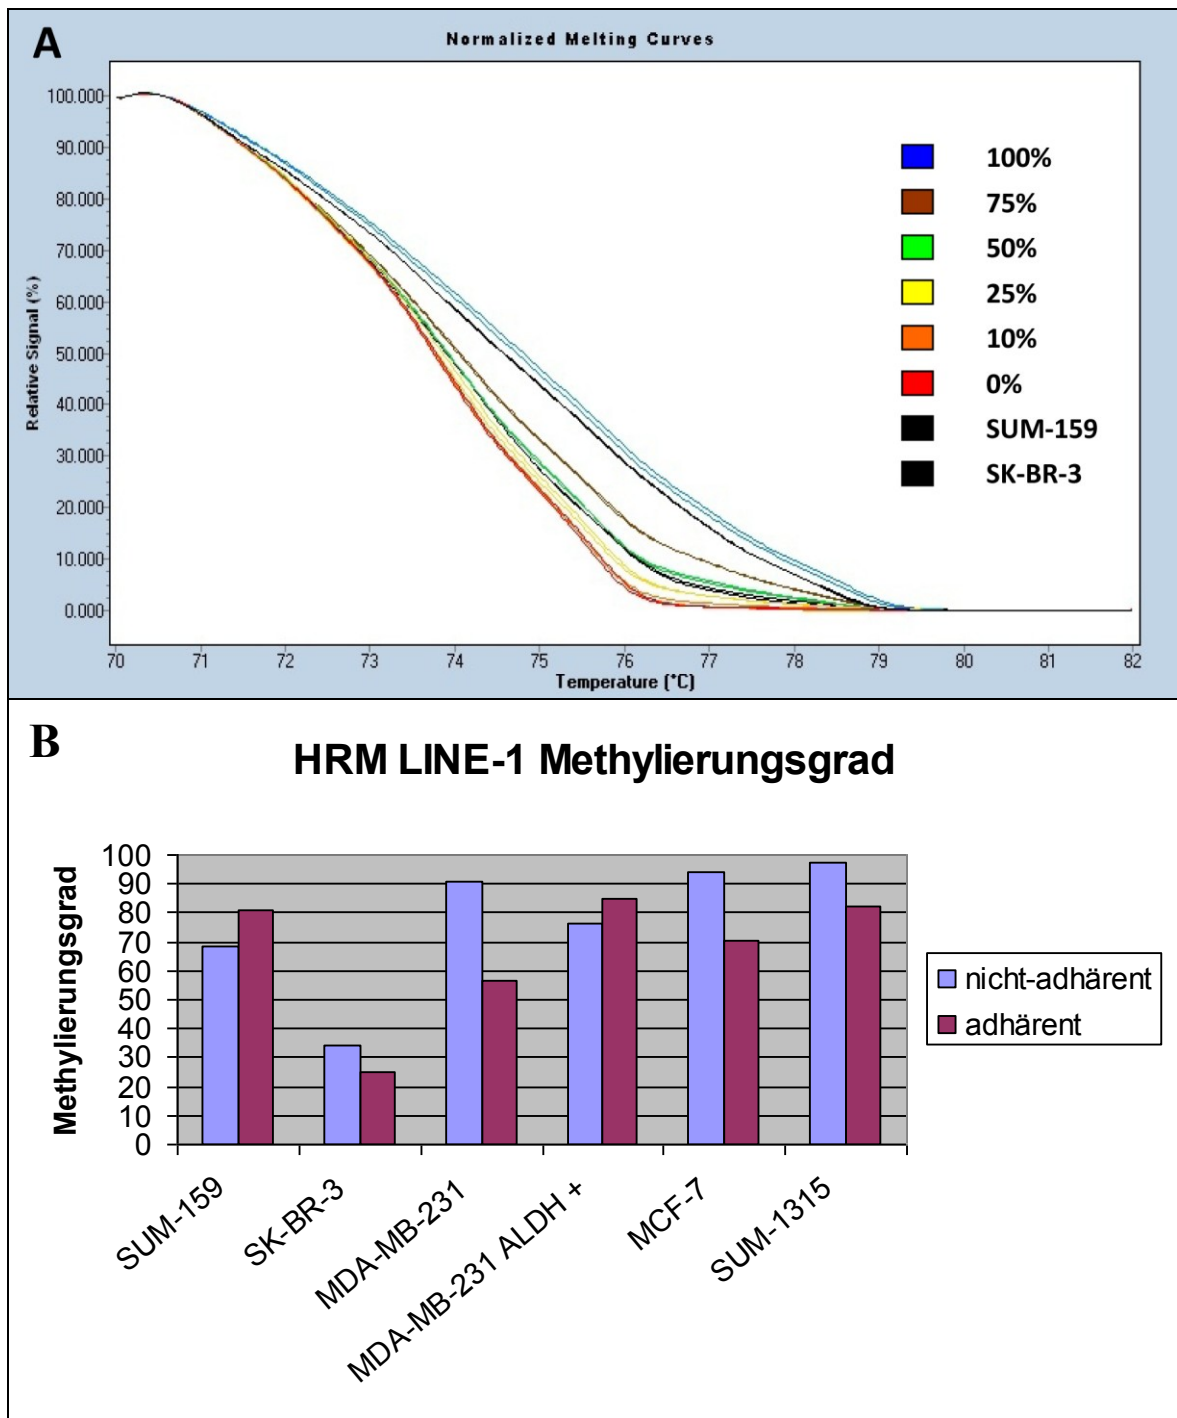 A
Normalized Melting Curves
Relative Signal (%)
100.000
90.000
80.000
70.000
60.000
50.000
40.000
30.000
20.000
10.000
0.000
100%
75%
50%
25%
10%
0%
SUM-159
SK-BR-3
70 71 72 73 74 75 76 77 78 79 80 81 82
Temperature (°C)
B
HRM LINE-1 Methylierungsgrad
Methylierungsgrad
100
90
80
70
60
50
40
30
20
10
0
SUM-159
SK-BR-3
MDA-MB-231
MDA-MB-231 ALDH +
MCF-7
SUM-1315
nicht-adhärent
adhärent